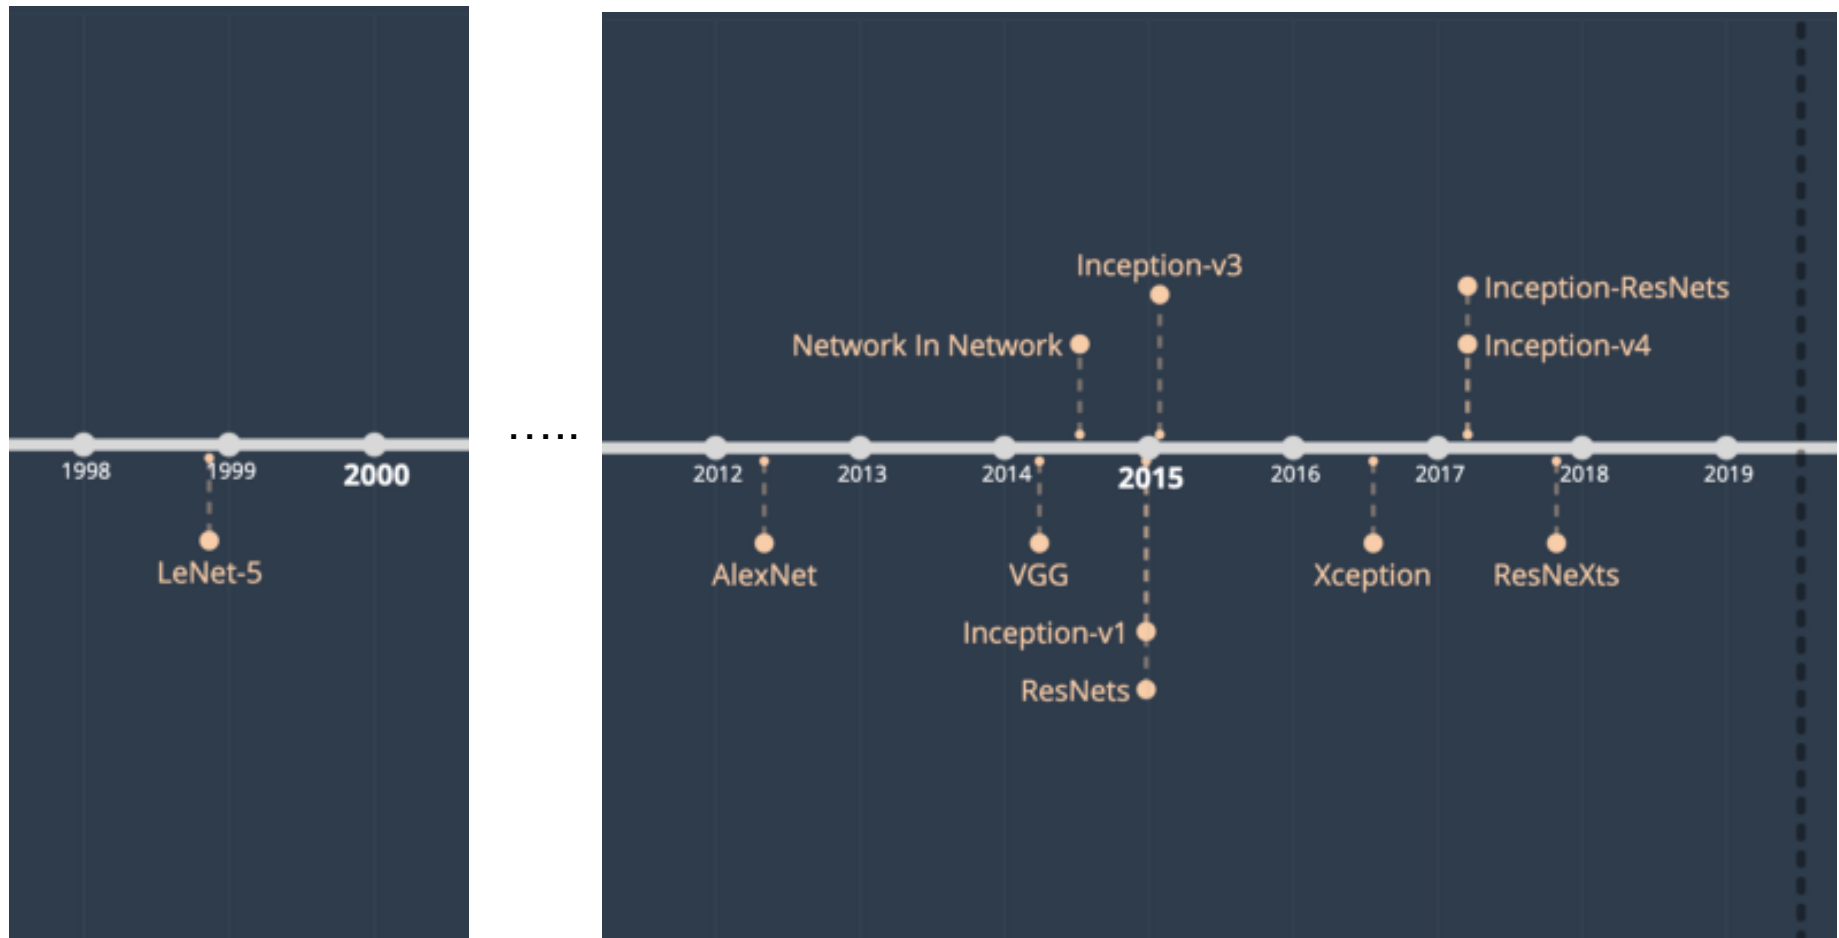 1998
1999
2000
LeNet-5
.....
Inception-v3
Inception-ResNets
Network In Network
Inception-v4
2012
2013
2014
2015
2016
2017
2018
2019
AlexNet
VGG
Xception
ResNeXts
Inception-v1
ResNets